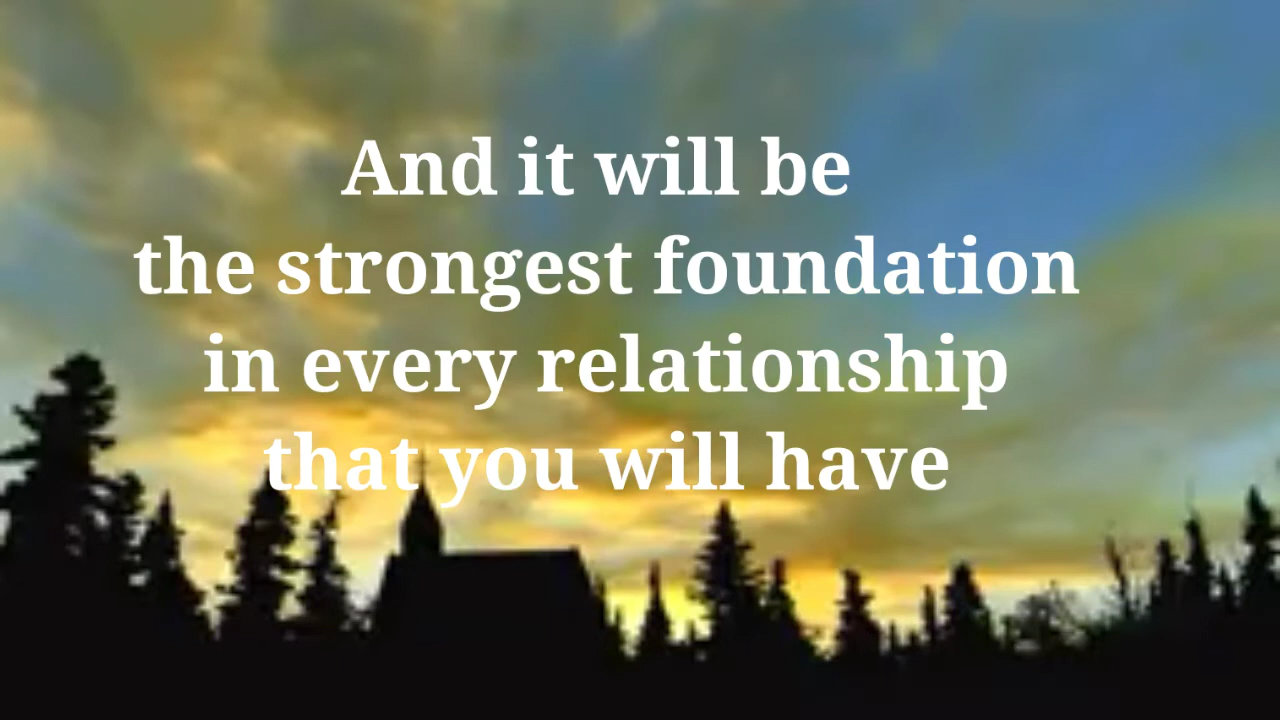 And it will be
the strongest foundation
in every relationship
that you will have